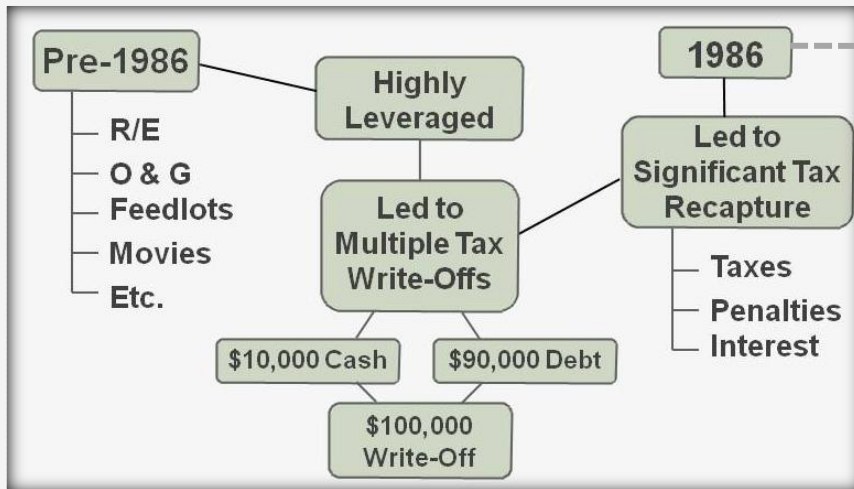 Pre-1986
R/E
O & G
Feedlots
Movies
Etc.
Highly
Leveraged
Led to
Multiple Tax
Write-Offs
$10,000 Cash
$90,000 Debt
$100,000
Write-Off
1986
Led to
Significant Tax
Recapture
Taxes
Penalties
Interest